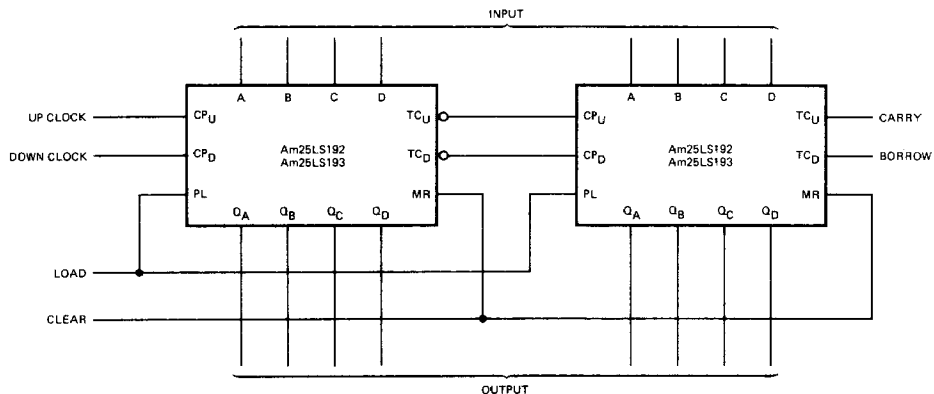 INPUT
A B C D A B C D
UP CLOCK CPU TCU CPU TCU CARRY
Am25LS192 Am25LS192
DOWN CLOCK CPD Am25LS193 TCD CPD Am25LS193 TCD BORROW
PL MR PL MR
QA QB QC QD QA QB QC QD
LOAD
CLEAR
OUTPUT